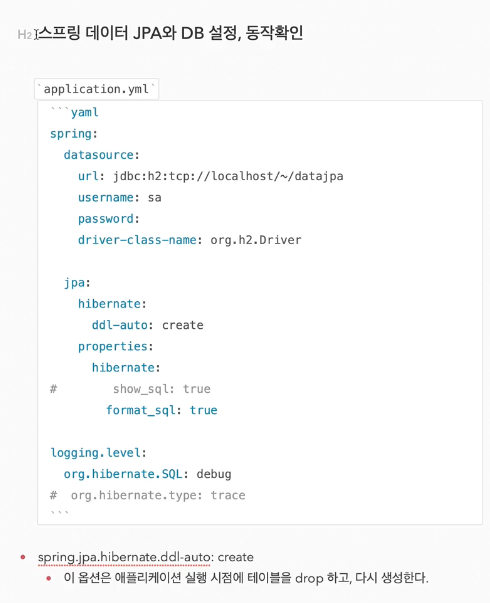 H2 스프링 데이터 JPA와 DB 설정, 동작확인
`application.yml`
```yaml
spring:
  datasource:
    url: jdbc:h2:tcp://localhost/~/datajpa
    username: sa
    password:
    driver-class-name: org.h2.Driver
  jpa:
    hibernate:
      ddl-auto: create
    properties:
      hibernate:
#        show_sql: true
        format_sql: true
logging.level:
  org.hibernate.SQL: debug
#  org.hibernate.type: trace
```
• spring.jpa.hibernate.ddl-auto: create
• 이 옵션은 애플리케이션 실행 시점에 테이블을 drop 하고, 다시 생성한다.